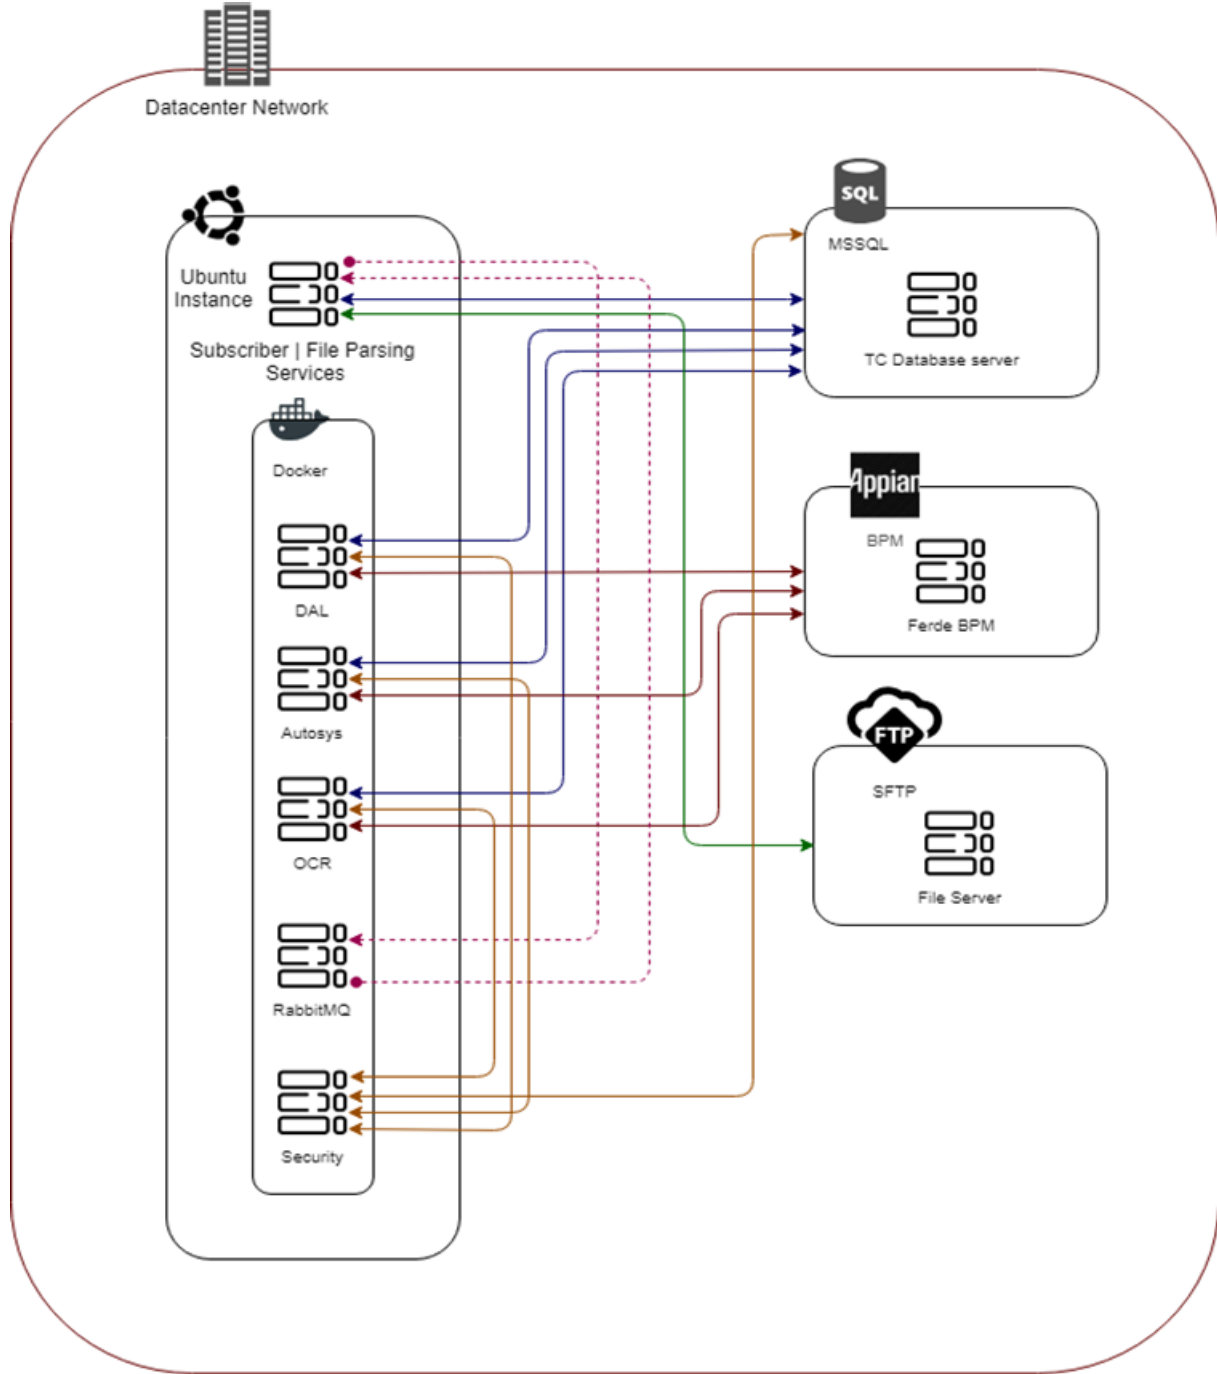 Datacenter Network
SQL
MSSQL
Ubuntu
Instance
Subscriber | File Parsing
Services
TC Database server
Docker
Appian
BPM
DAL
Ferde BPM
Autosys
FTP
SFTP
OCR
File Server
RabbitMQ
Security